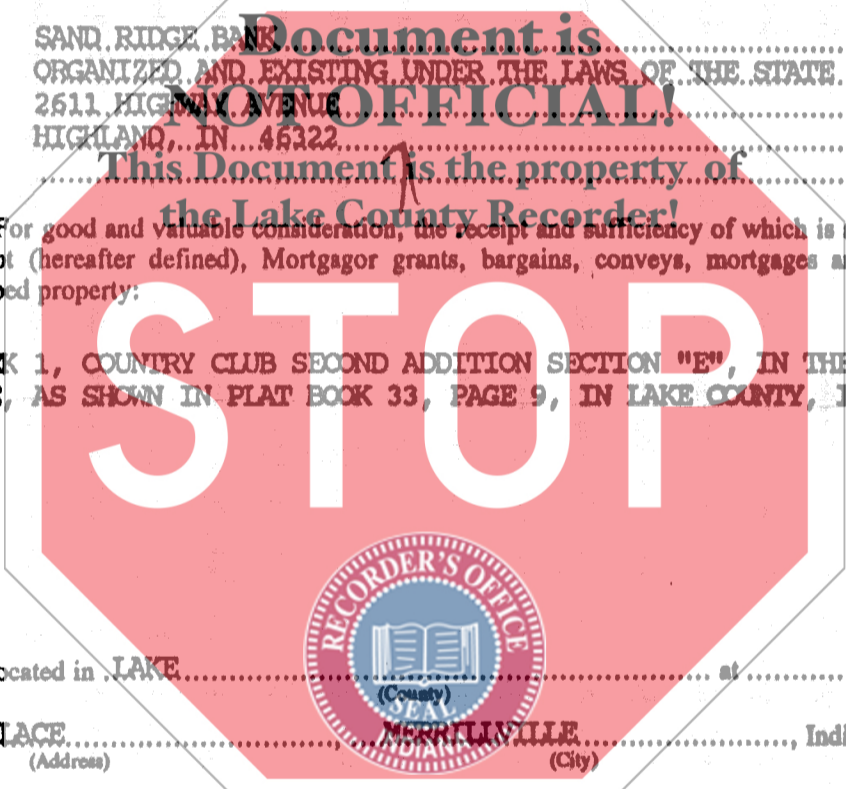 SAND RIDGE BANK
Document is
ORGANIZED AND EXISTING UNDER THE LAWS OF THE STATE
2611 HIGHWAY AVENUE
NOT OFFICIAL!
HIGHLAND, IN 46322
This Document is the property of
the Lake County Recorder!
For good and valuable consideration, the receipt and sufficiency of which is
(hereafter defined), Mortgagor grants, bargains, conveys, mortgages
property:
STOP
1, COUNTRY CLUB SECOND ADDITION SECTION "E", IN THE
, AS SHOWN IN PLAT BOOK 33, PAGE 9, IN LAKE COUNTY,
RECORDER'S OFFICE
located in LAKE at
(County)
SEAL
LACE, MERRILLVILLE, Indi
INDIANA
(Address) (City)